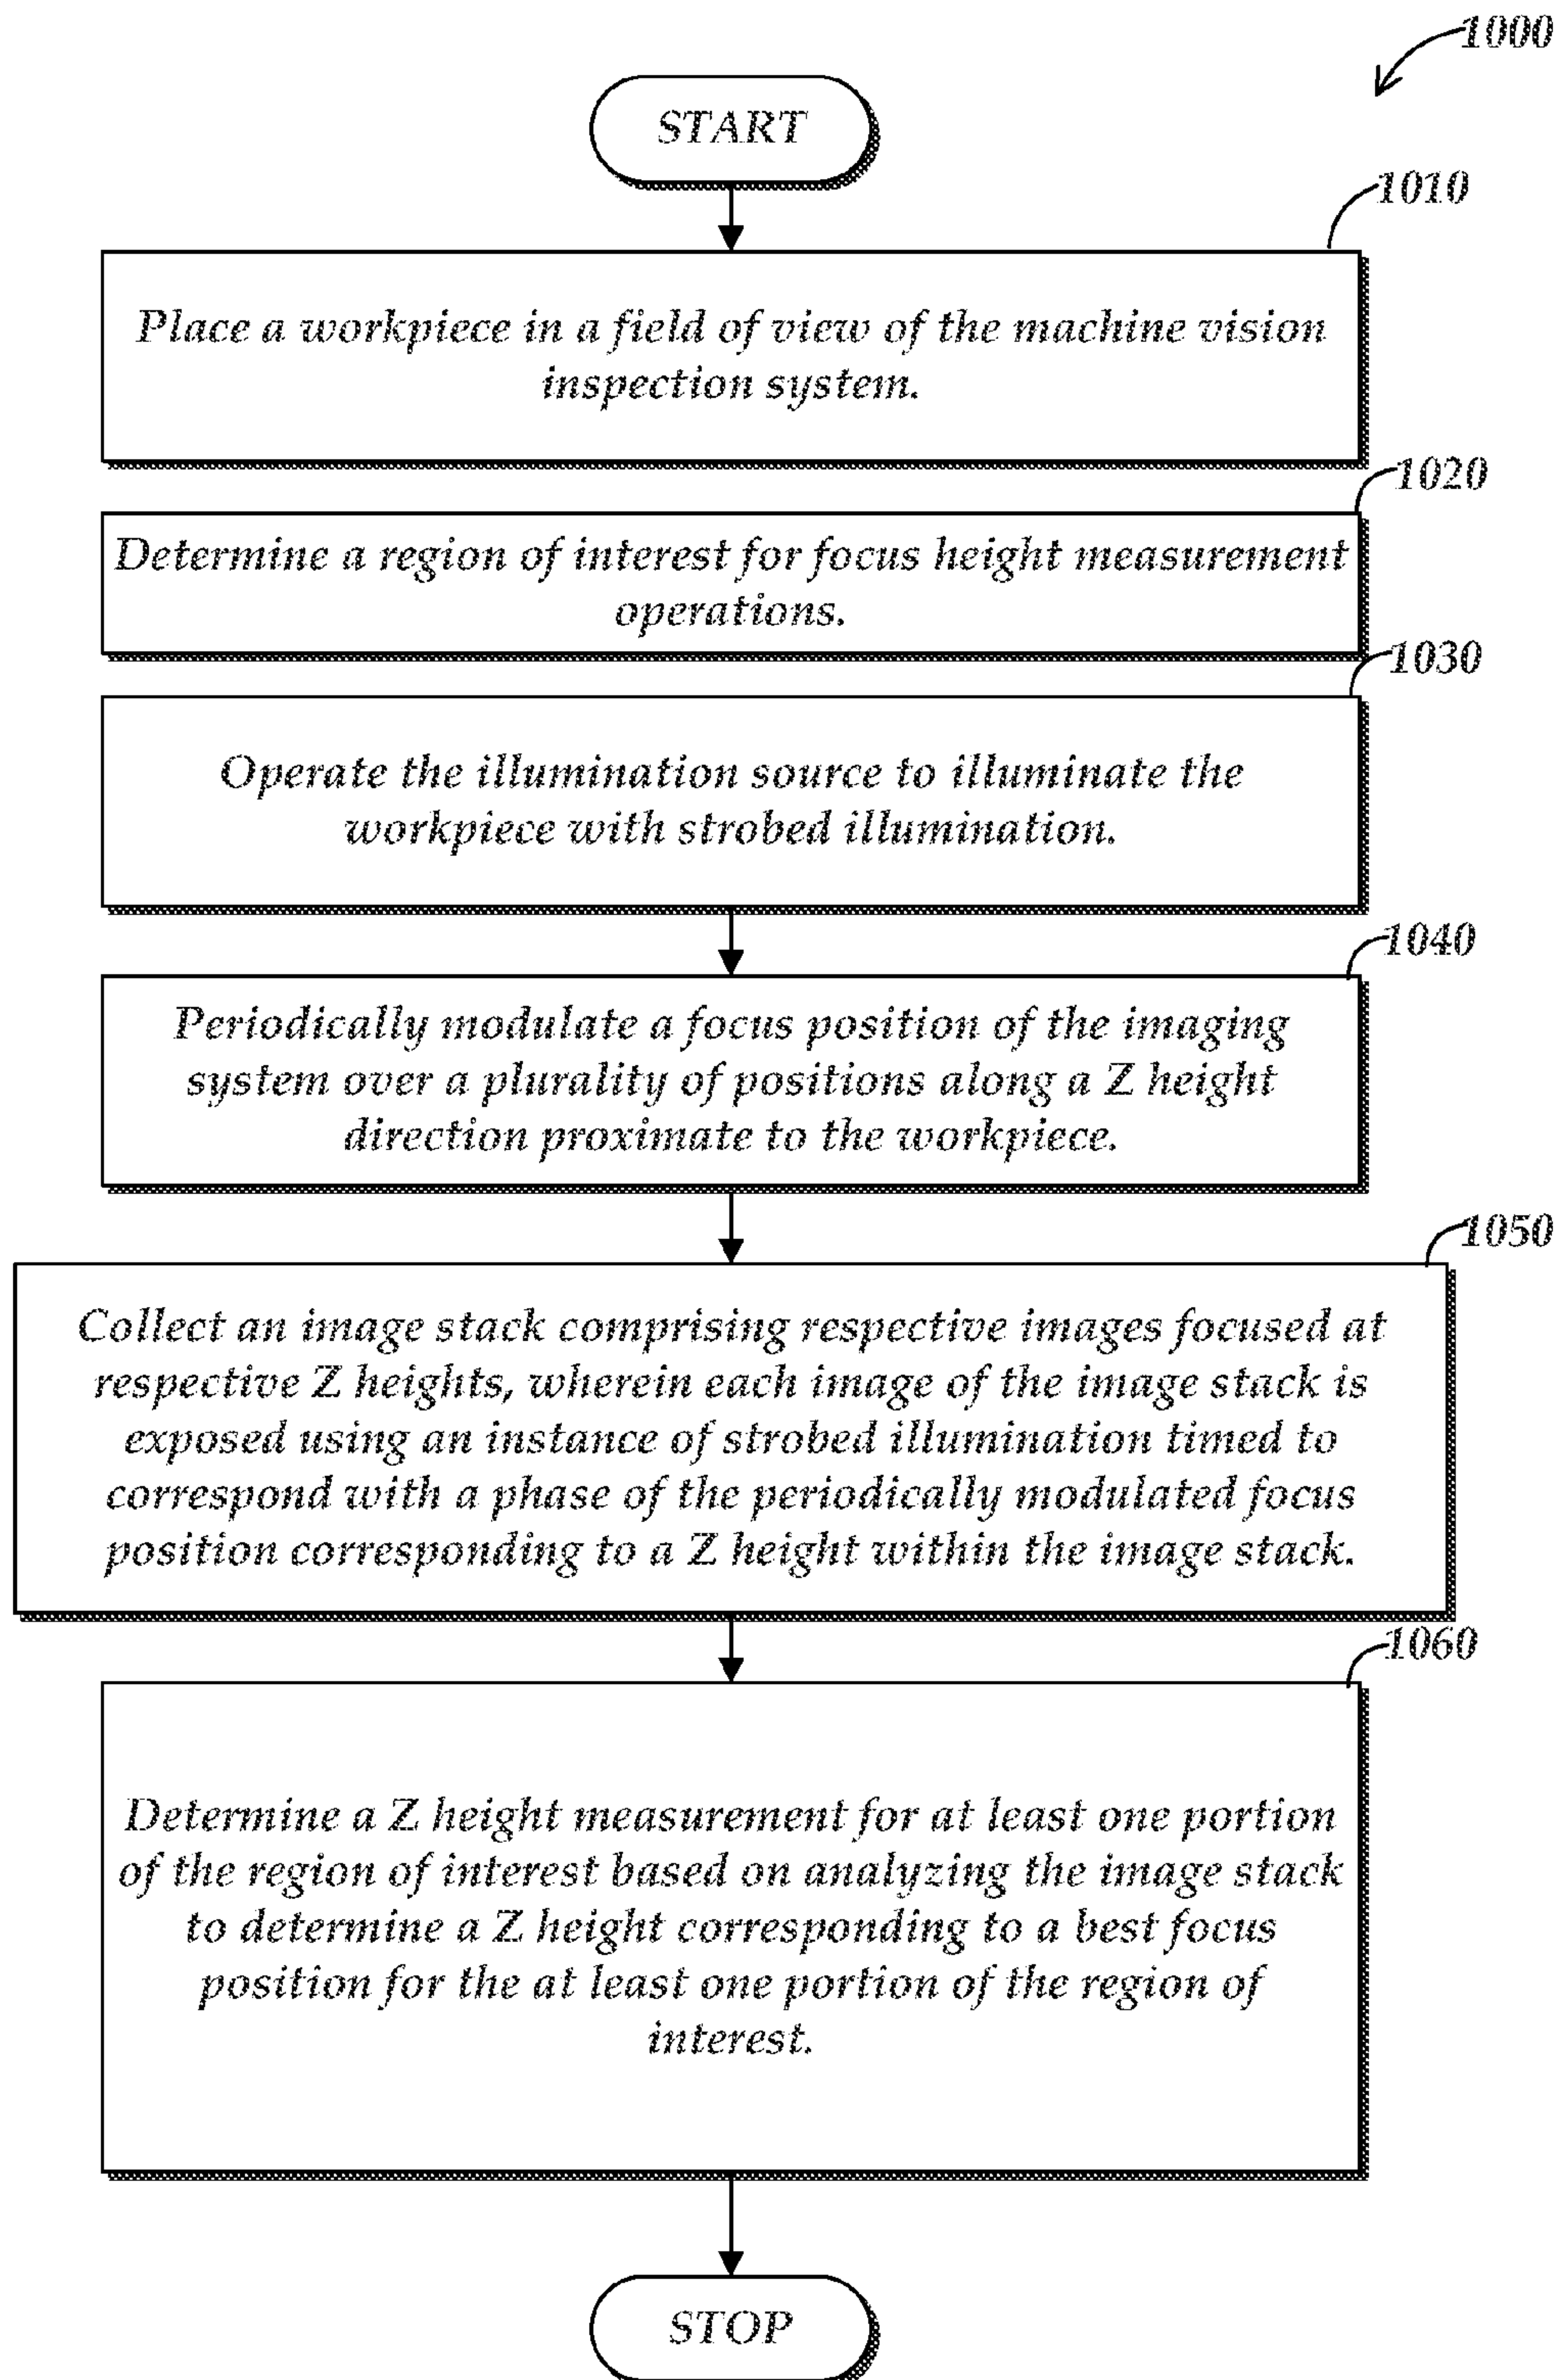 1000
START
1010
Place a workpiece in a field of view of the machine vision
inspection system.
1020
Determine a region of interest for focus height measurement
operations.
1030
Operate the illumination source to illuminate the
workpiece with strobed illumination.
1040
Periodically modulate a focus position of the imaging
system over a plurality of positions along a Z height
direction proximate to the workpiece.
1050
Collect an image stack comprising respective images focused at
respective Z heights, wherein each image of the image stack is
exposed using an instance of strobed illumination timed to
correspond with a phase of the periodically modulated focus
position corresponding to a Z height within the image stack.
1060
Determine a Z height measurement for at least one portion
of the region of interest based on analyzing the image stack
to determine a Z height corresponding to a best focus
position for the at least one portion of the region of
interest.
STOP